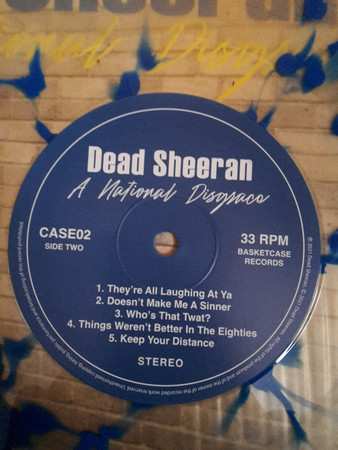 Dead Sheeran
A National Disgrace
CASE02
SIDE TWO
33 RPM
BASKETCASE
RECORDS
1. They're All Laughing At Ya
2. Doesn't Make Me A Sinner
3. Who's That Twat?
4. Things Weren't Better In The Eighties
5. Keep Your Distance
STEREO